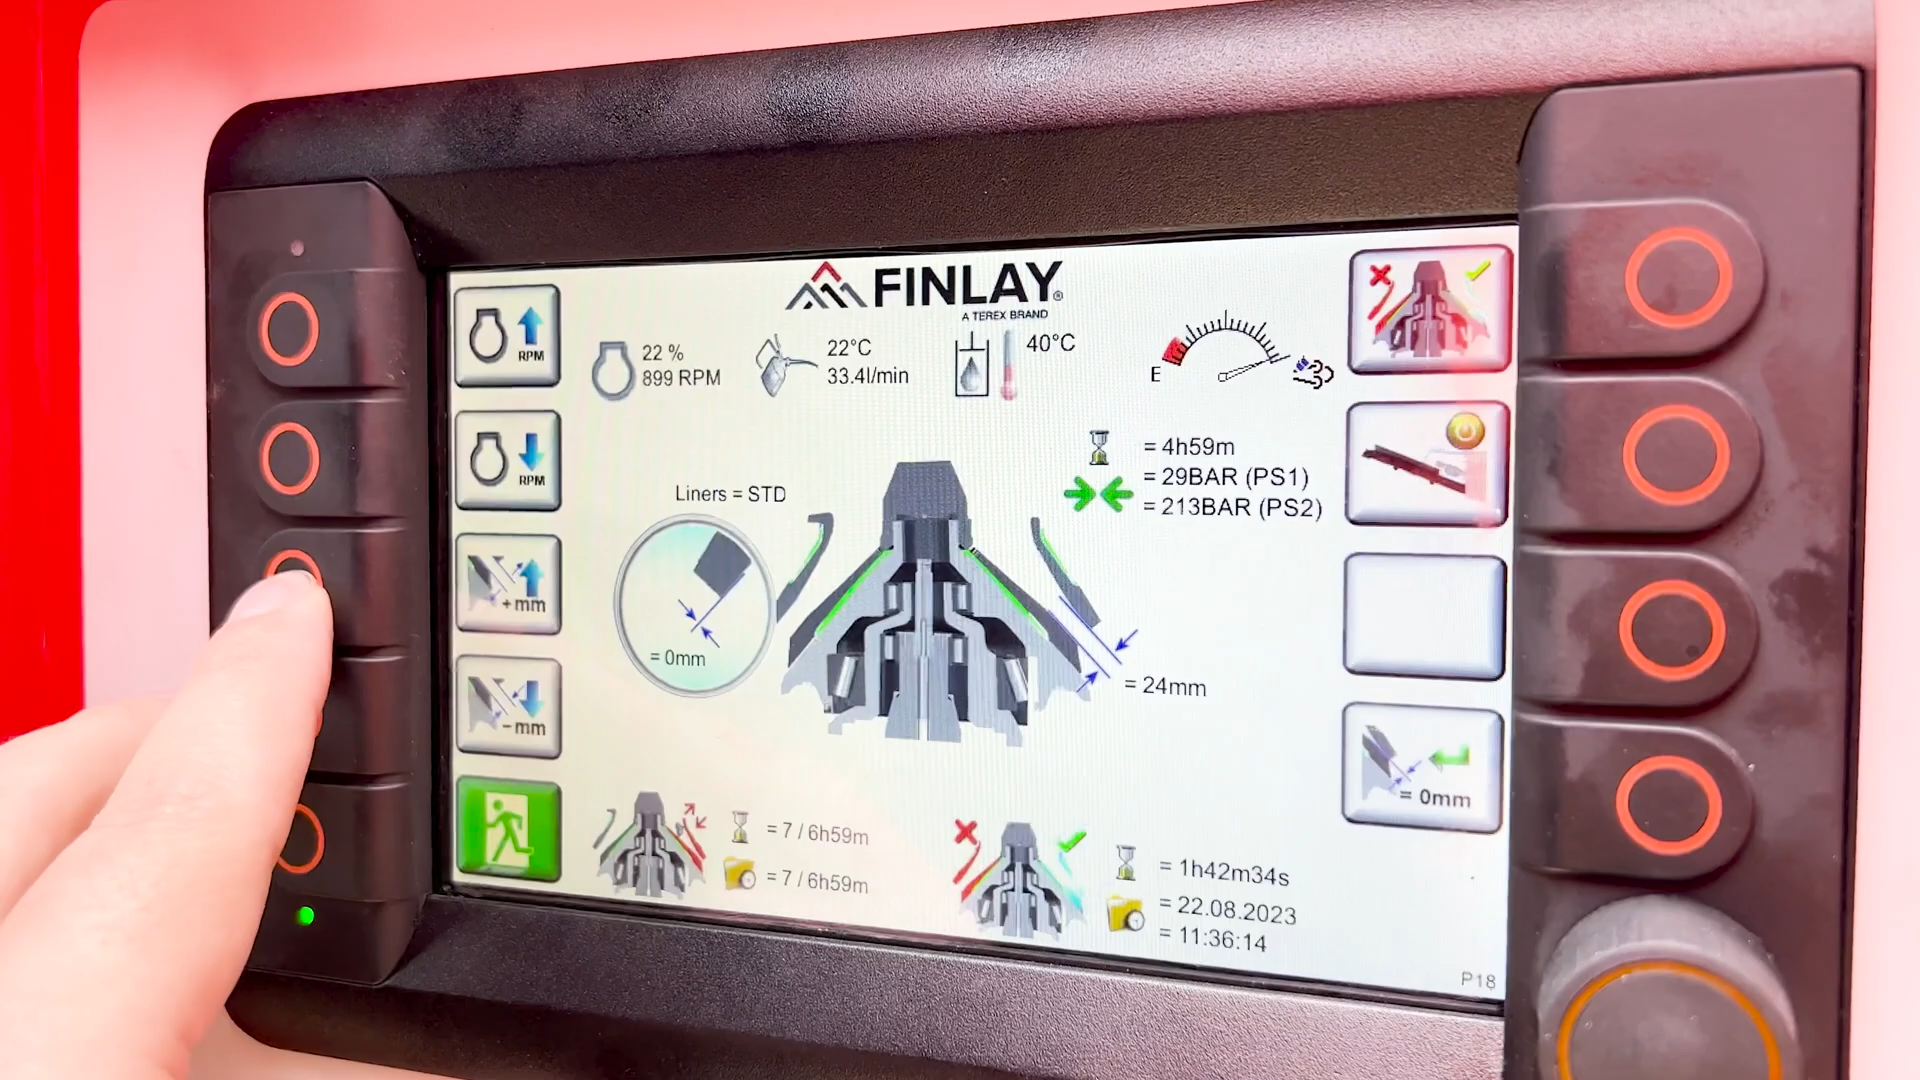 FINLAY®
A TEREX BRAND
RPM
22 %
899 RPM
22°C
33.4l/min
40°C
E
RPM
= 4h59m
= 29BAR (PS1)
= 213BAR (PS2)
Liners = STD
+mm
= 0mm
= 24mm
-mm
= 0mm
= 7 / 6h59m
= 7 / 6h59m
= 1h42m34s
= 22.08.2023
= 11:36:14
P18